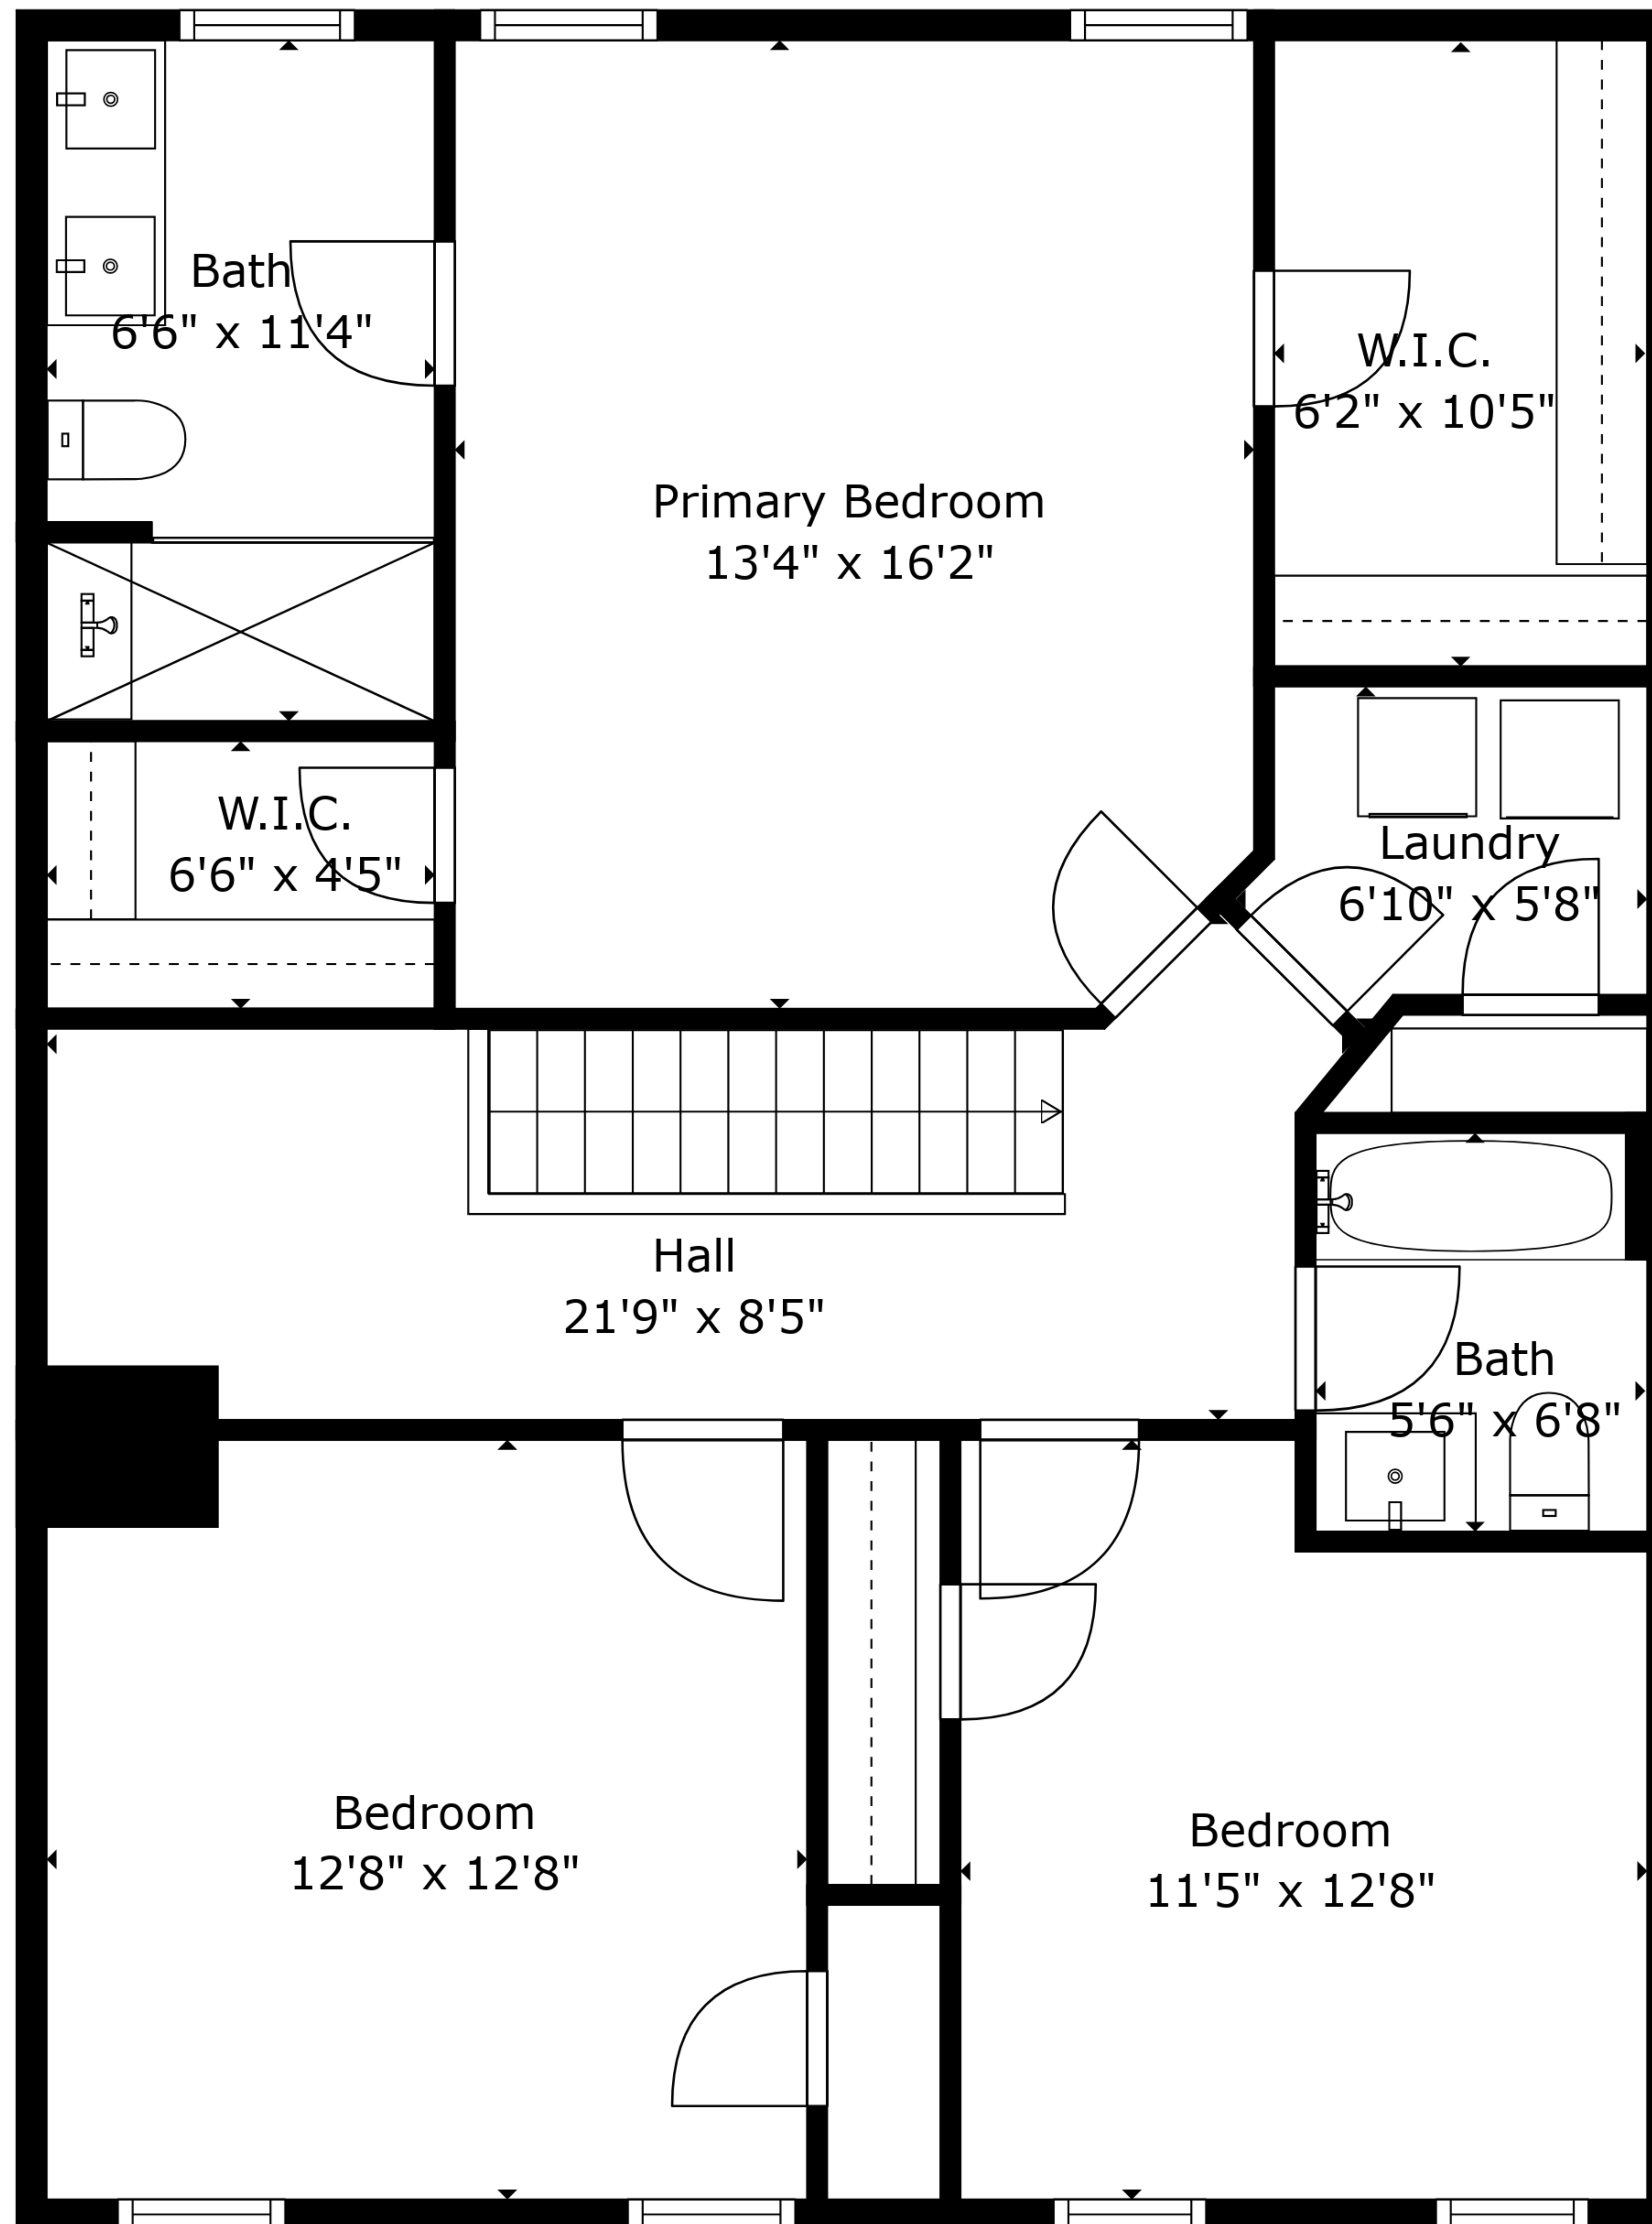 Bath
6'6" x 11'4"
W.I.C.
6'2" x 10'5"
Primary Bedroom
13'4" x 16'2"
W.I.C.
6'6" x 4'5"
Laundry
6'10" x 5'8"
Hall
21'9" x 8'5"
Bath
5'6" x 6'8"
Bedroom
12'8" x 12'8"
Bedroom
11'5" x 12'8"